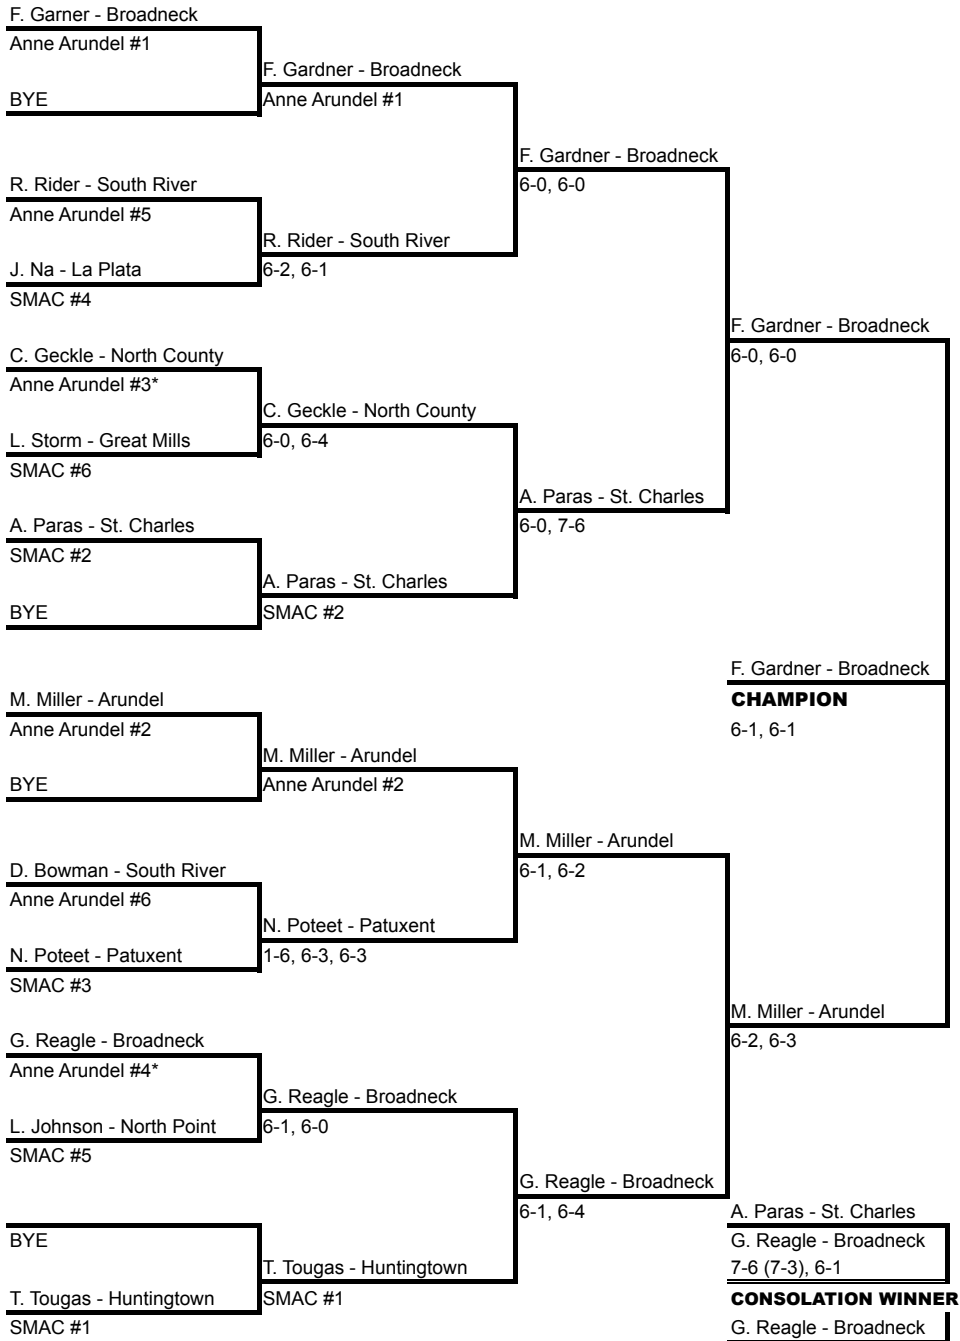 F. Garner - Broadneck
Anne Arundel #1
F. Gardner - Broadneck
BYE
Anne Arundel #1
F. Gardner - Broadneck
R. Rider - South River
6-0, 6-0
Anne Arundel #5
R. Rider - South River
J. Na - La Plata
6-2, 6-1
SMAC #4
F. Gardner - Broadneck
C. Geckle - North County
6-0, 6-0
Anne Arundel #3*
C. Geckle - North County
L. Storm - Great Mills
6-0, 6-4
SMAC #6
A. Paras - St. Charles
A. Paras - St. Charles
6-0, 7-6
SMAC #2
A. Paras - St. Charles
BYE
SMAC #2
F. Gardner - Broadneck
M. Miller - Arundel
CHAMPION
Anne Arundel #2
6-1, 6-1
M. Miller - Arundel
BYE
Anne Arundel #2
M. Miller - Arundel
D. Bowman - South River
6-1, 6-2
Anne Arundel #6
N. Poteet - Patuxent
N. Poteet - Patuxent
1-6, 6-3, 6-3
SMAC #3
M. Miller - Arundel
G. Reagle - Broadneck
6-2, 6-3
Anne Arundel #4*
G. Reagle - Broadneck
L. Johnson - North Point
6-1, 6-0
SMAC #5
G. Reagle - Broadneck
6-1, 6-4
A. Paras - St. Charles
BYE
G. Reagle - Broadneck
T. Tougas - Huntingtown
7-6 (7-3), 6-1
T. Tougas - Huntingtown
SMAC #1
CONSOLATION WINNER
SMAC #1
G. Reagle - Broadneck